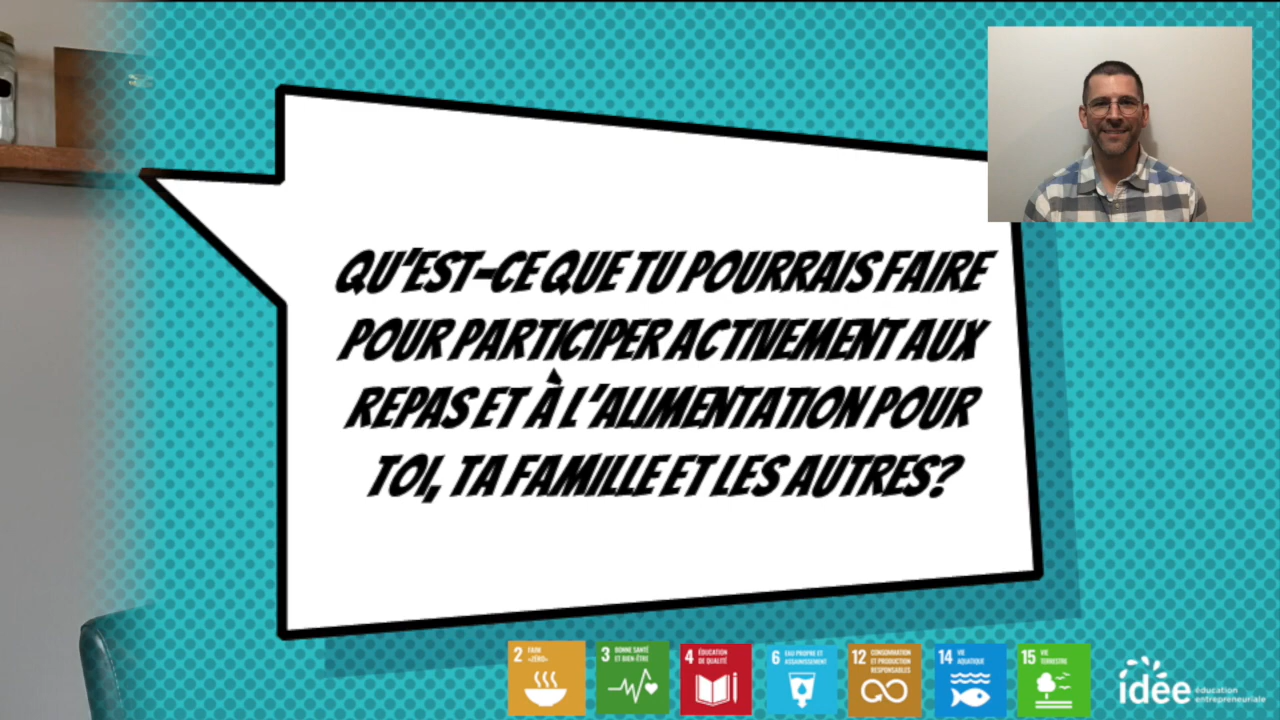 QU'EST-CE QUE TU POURRAIS FAIRE
POUR PARTICIPER ACTIVEMENT AUX
REPAS ET À L'ALIMENTATION POUR
TOI, TA FAMILLE ET LES AUTRES?
2 FAIM
«ZÉRO»
3 BONNE SANTÉ
ET BIEN-ÊTRE
4 ÉDUCATION
DE QUALITÉ
6 EAU PROPRE ET
ASSAINISSEMENT
12 CONSOMMATION
ET PRODUCTION
RESPONSABLES
14 VIE
AQUATIQUE
15 VIE
TERRESTRE
idée éducation
entrepreneuriale